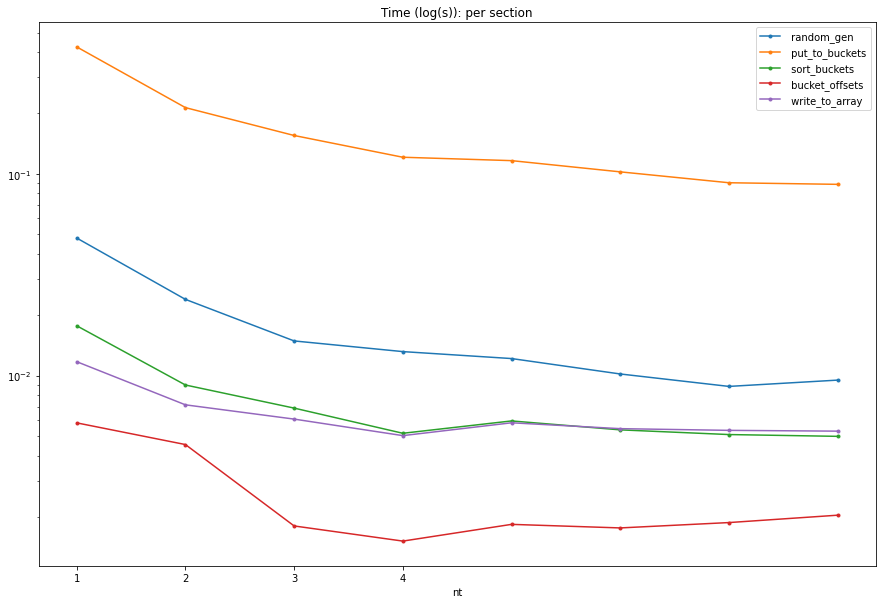 Time (log(s)): per section
random_gen
put_to_buckets
sort_buckets
bucket_offsets
write_to_array
10⁻¹
10⁻²
1 2 3 4
nt